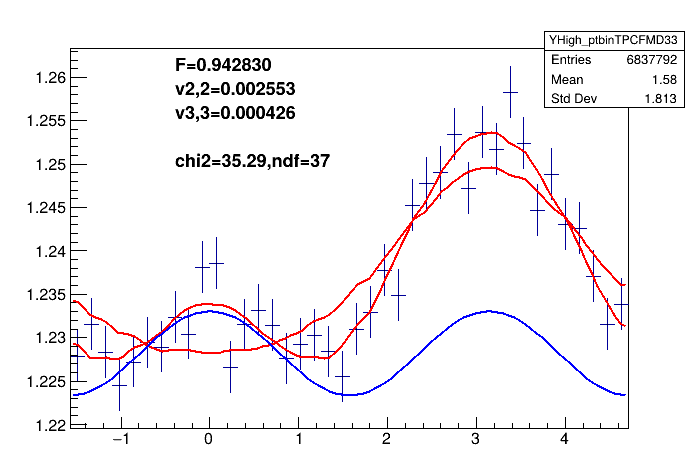 YHigh_ptbinTPCFMD33
Entries 6837792
Mean 1.58
Std Dev 1.813
F=0.942830
v2,2=0.002553
v3,3=0.000426
chi2=35.29,ndf=37
1.26
1.255
1.25
1.245
1.24
1.235
1.23
1.225
1.22
−1 0 1 2 3 4